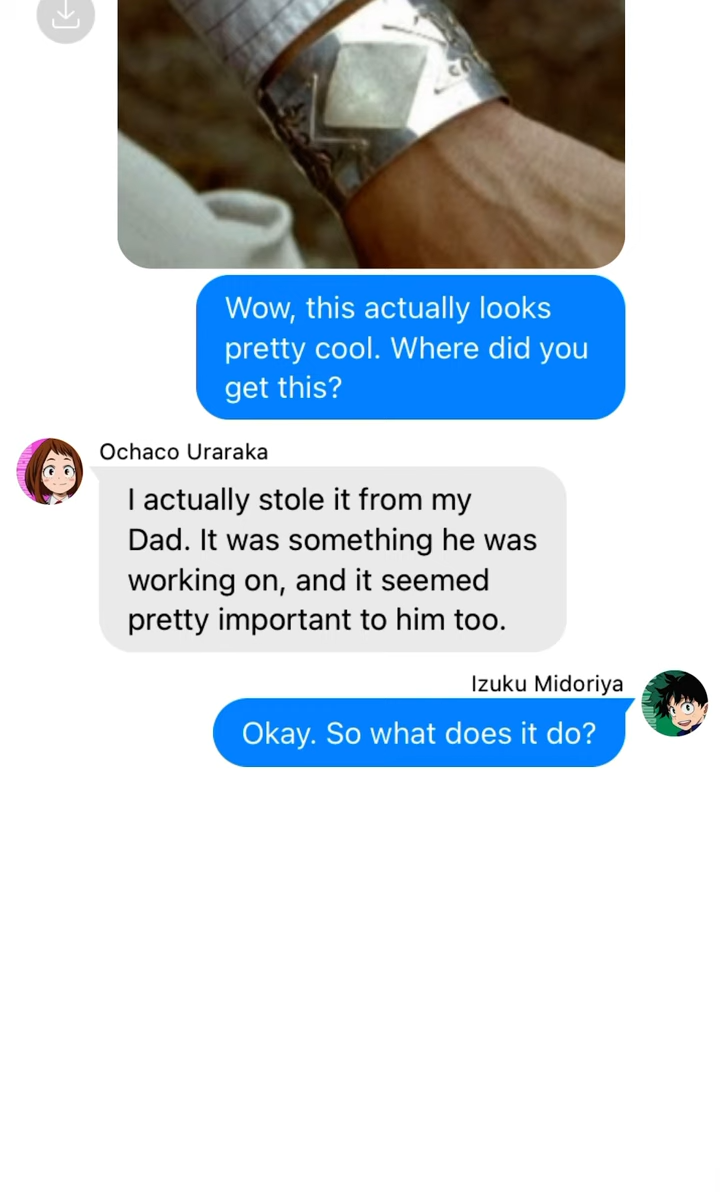 Wow, this actually looks
pretty cool. Where did you
get this?
Ochaco Uraraka
I actually stole it from my
Dad. It was something he was
working on, and it seemed
pretty important to him too.
Izuku Midoriya
Okay. So what does it do?